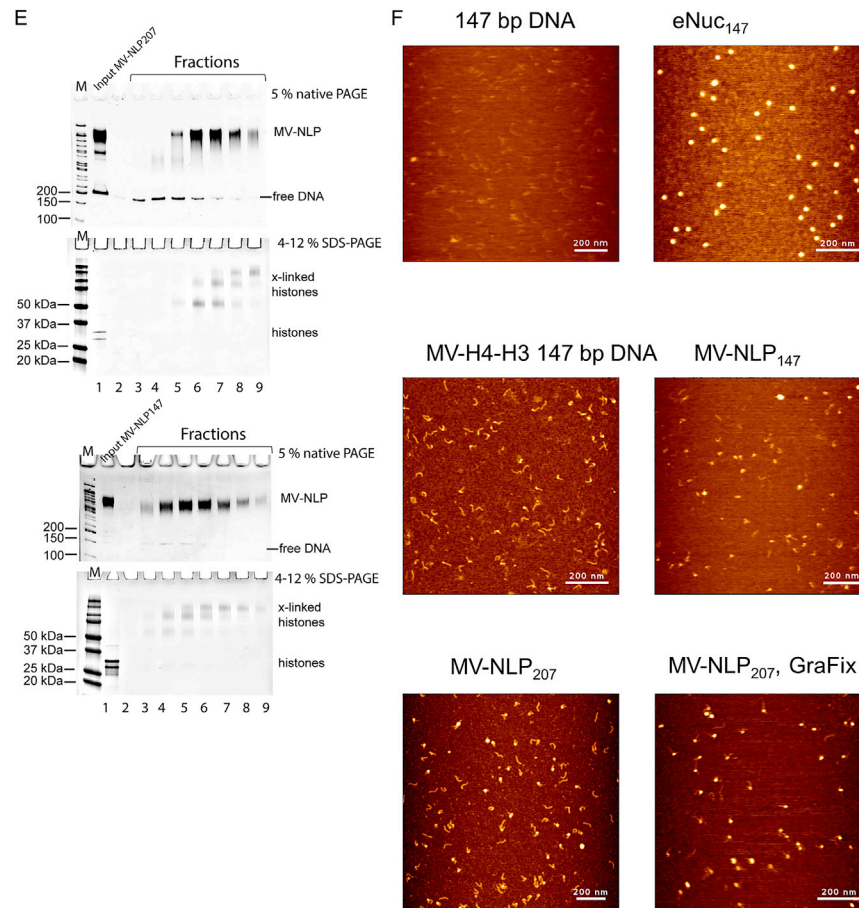 E
Input MV-NLP207
Fractions
M
5 % native PAGE
MV-NLP
200
150
100
free DNA
M
4-12 % SDS-PAGE
x-linked
histones
50 kDa
37 kDa
25 kDa
20 kDa
histones
1 2 3 4 5 6 7 8 9
Input MV-NLP147
Fractions
M
5 % native PAGE
MV-NLP
200
150
100
free DNA
M
4-12 % SDS-PAGE
x-linked
histones
50 kDa
37 kDa
25 kDa
20 kDa
histones
1 2 3 4 5 6 7 8 9
F
147 bp DNA
eNuc147
200 nm
200 nm
MV-H4-H3 147 bp DNA
MV-NLP147
200 nm
200 nm
MV-NLP207
MV-NLP207, GraFix
200 nm
200 nm